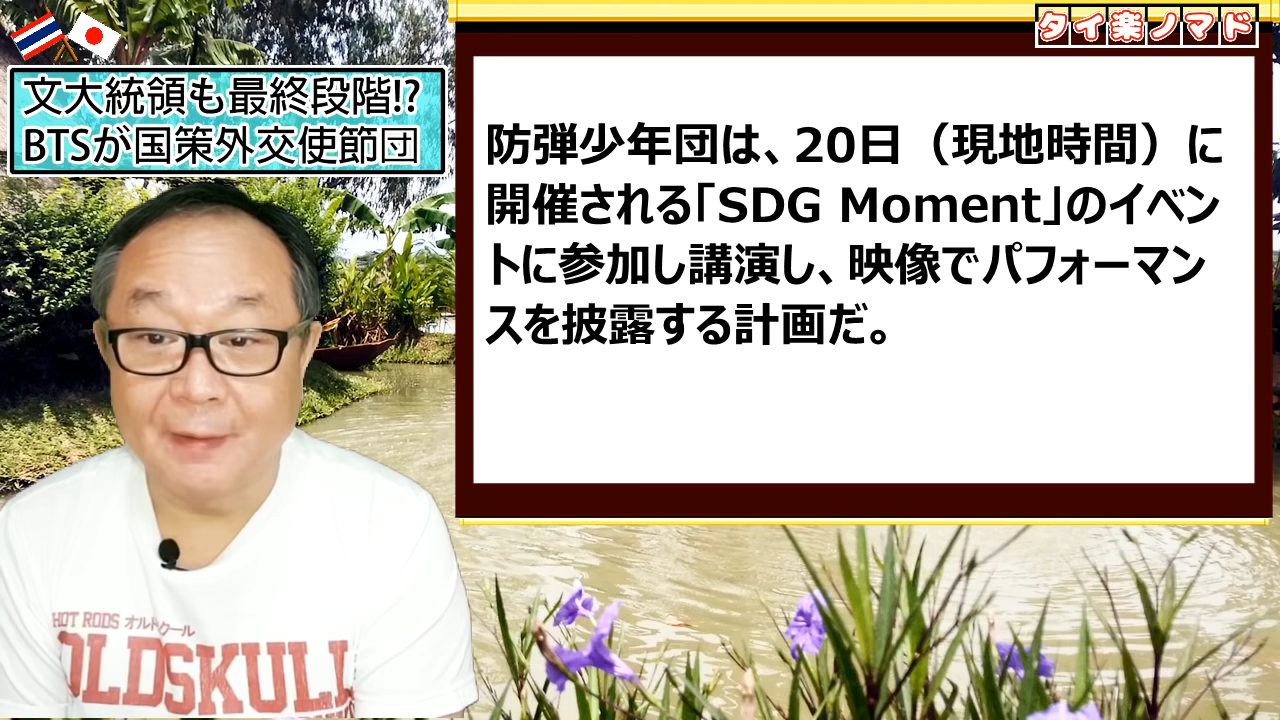 タイ楽ノマド
文大統領も最終段階!?
BTSが国策外交使節団
防弾少年団は、20日（現地時間）に
開催される「SDG Moment」のイベン
トに参加し講演し、映像でパフォーマン
スを披露する計画だ。
HOT RODS オルドクール
OLDSKULL